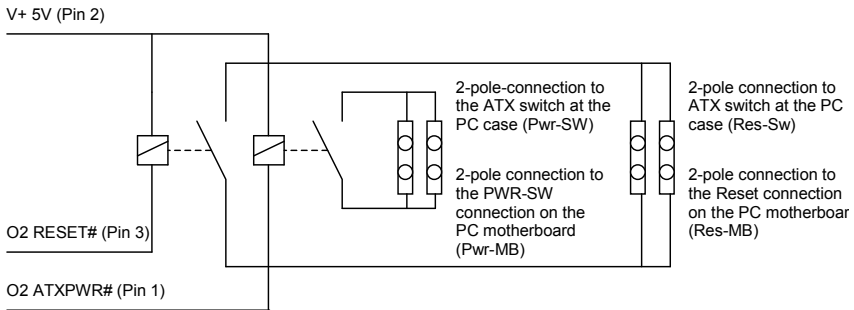 V+ 5V (Pin 2)
2-pole-connection to
the ATX switch at the
PC case (Pwr-SW)
2-pole connection to
the PWR-SW
connection on the
PC motherboard
(Pwr-MB)
2-pole connection to
ATX switch at the PC
case (Res-Sw)
2-pole connection to
the Reset connection
on the PC motherboar
(Res-MB)
O2 RESET# (Pin 3)
O2 ATXPWR# (Pin 1)